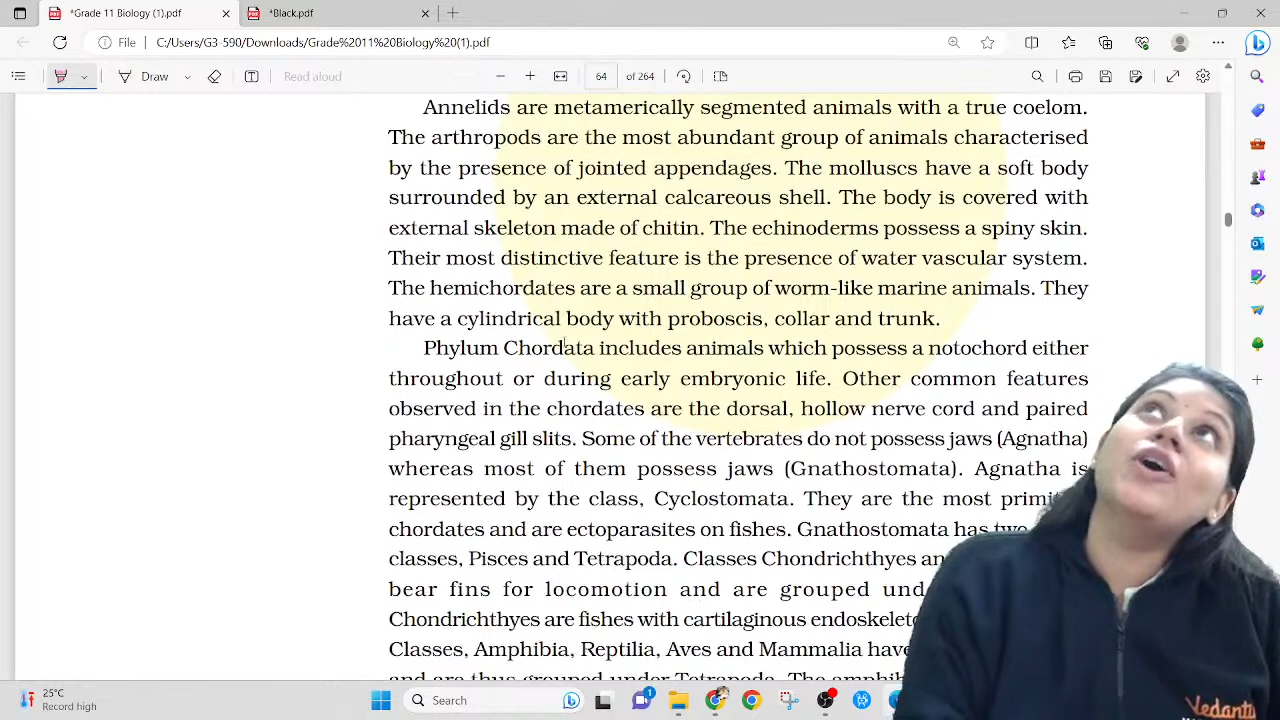 *Grade 11 Biology (1).pdf
*Black.pdf
File C:/Users/G3-590/Downloads/Grade%2011%20Biology%20(1).pdf
Draw
Read aloud
64 of 264
Annelids are metamerically segmented animals with a true coelom.
The arthropods are the most abundant group of animals characterised
by the presence of jointed appendages. The molluscs have a soft body
surrounded by an external calcareous shell. The body is covered with
external skeleton made of chitin. The echinoderms possess a spiny skin.
Their most distinctive feature is the presence of water vascular system.
The hemichordates are a small group of worm-like marine animals. They
have a cylindrical body with proboscis, collar and trunk.
Phylum Chordata includes animals which possess a notochord either
throughout or during early embryonic life. Other common features
observed in the chordates are the dorsal, hollow nerve cord and paired
pharyngeal gill slits. Some of the vertebrates do not possess jaws (Agnatha)
whereas most of them possess jaws (Gnathostomata). Agnatha is
represented by the class, Cyclostomata. They are the most
chordates and are ectoparasites on fishes. Gnathostomata has two
classes, Pisces and Tetrapoda. Classes Chondrichthyes
bear fins for locomotion and are grouped
Chondrichthyes are fishes with cartilaginous
Classes, Amphibia, Reptilia, Aves and Mammalia have
and are thus grouped under Tetrapoda. The
Vedantu
25°C
Record high
Search
1